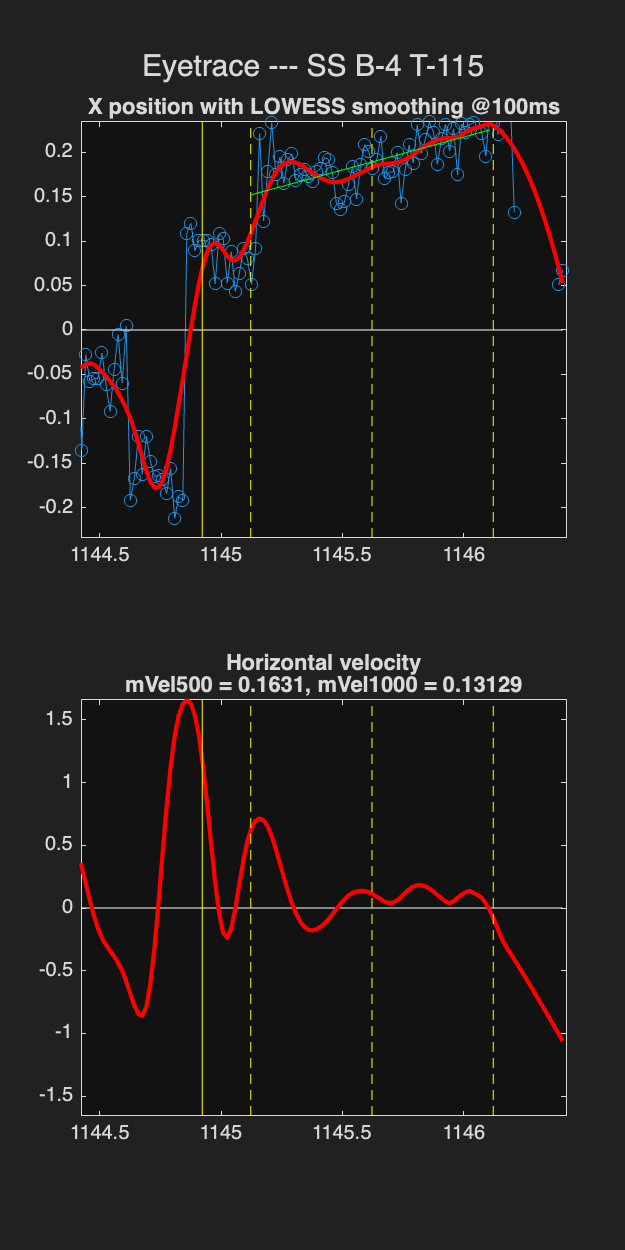 Eyetrace --- SS B-4 T-115
X position with LOWESS smoothing @100ms
0.2
0.15
0.1
0.05
0
-0.05
-0.1
-0.15
-0.2
1144.5 1145 1145.5 1146
Horizontal velocity
mVel500 = 0.1631, mVel1000 = 0.13129
1.5
1
0.5
0
-0.5
-1
-1.5
1144.5 1145 1145.5 1146